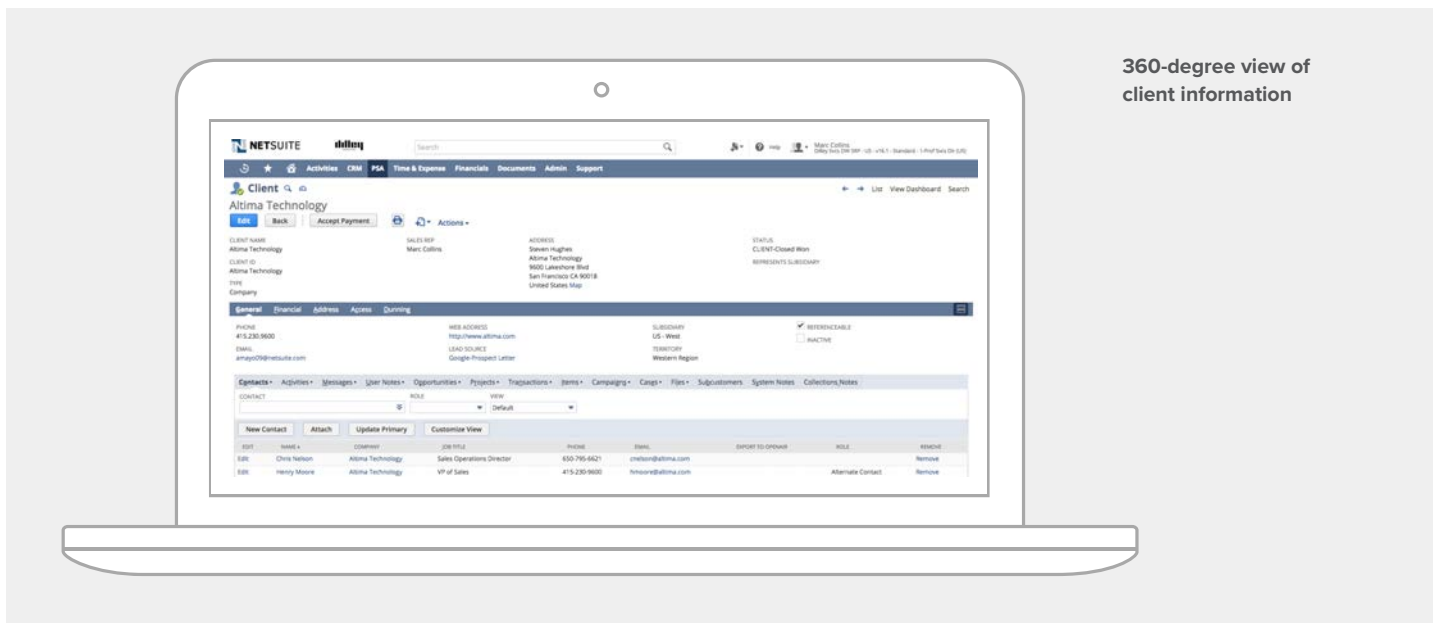 360-degree view of
client information
NETSUITE dilley Search Help Marc Collins
Activities CRM PSA Time & Expense Financials Documents Admin Support
Client List View Dashboard Search
Altima Technology
Edit Back Accept Payment Actions
CLIENT NAME SALES REP ADDRESS STATUS
Altima Technology Marc Collins Steven Hughes CLIENT-Closed Won
Altima Technology
CLIENT ID 9600 Lakeshore Blvd REPRESENTS SUBSIDIARY
Altima Technology San Francisco CA 90018
TYPE United States Map
Company
General Financial Address Access Dunning
PHONE WEB ADDRESS SUBSIDIARY REFERENCEABLE
415.230.9600 http://www.altima.com US - West INACTIVE
EMAIL LEAD SOURCE TERRITORY
amayo09@netsuite.com Google-Prospect Letter Western Region
Contacts Activities Messages User Notes Opportunities Projects Transactions Items Campaigns Cases Files Subcustomers System Notes Collections Notes
CONTACT ROLE VIEW
Default
New Contact Attach Update Primary Customize View
EDIT NAME COMPANY JOB TITLE PHONE EMAIL EXPORT TO OPENAIR ROLE REMOVE
Edit Chris Nelson Altima Technology Sales Operations Director 650-795-6621 cnelson@altima.com Remove
Edit Henry Moore Altima Technology VP of Sales 415-230-9600 hmoore@altima.com Alternate Contact Remove